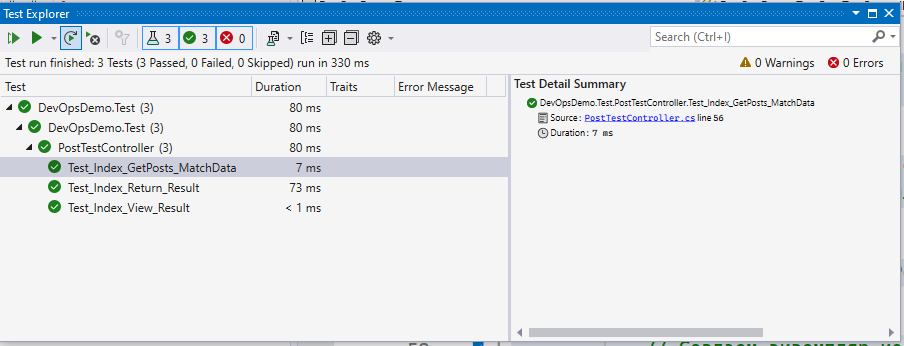 Test Explorer
3 3 0
Search (Ctrl+I)
Test run finished: 3 Tests (3 Passed, 0 Failed, 0 Skipped) run in 330 ms
0 Warnings 0 Errors
Test Duration Traits Error Message
DevOpsDemo.Test (3) 80 ms
DevOpsDemo.Test (3) 80 ms
PostTestController (3) 80 ms
Test_Index_GetPosts_MatchData 7 ms
Test_Index_Return_Result 73 ms
Test_Index_View_Result < 1 ms
Test Detail Summary
DevOpsDemo.Test.PostTestController.Test_Index_GetPosts_MatchData
Source: PostTestController.cs line 56
Duration: 7 ms